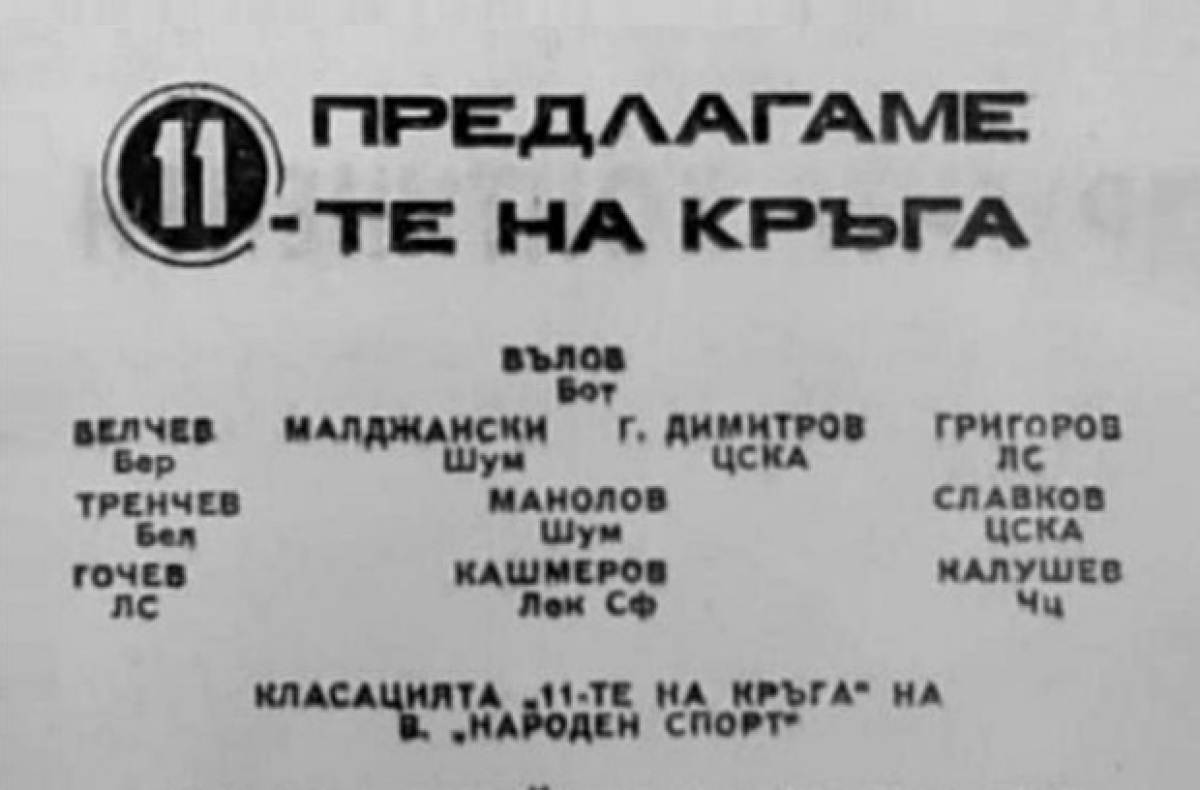 ПРЕДЛАГАМЕ
11-ТЕ НА КРЪГА
ВЪЛОВ
Бот
ВЕЛЧЕВ МАЛДЖАНСКИ Г. ДИМИТРОВ ГРИГОРОВ
Бер Шум ЦСКА ЛС
ТРЕНЧЕВ МАНОЛОВ СЛАВКОВ
Бел Шум ЦСКА
ГОЧЕВ КАШМЕРОВ КАЛУШЕВ
ЛС Лок Сф Чц
КЛАСАЦИЯТА „11-ТЕ НА КРЪГА" НА
В. „НАРОДЕН СПОРТ"